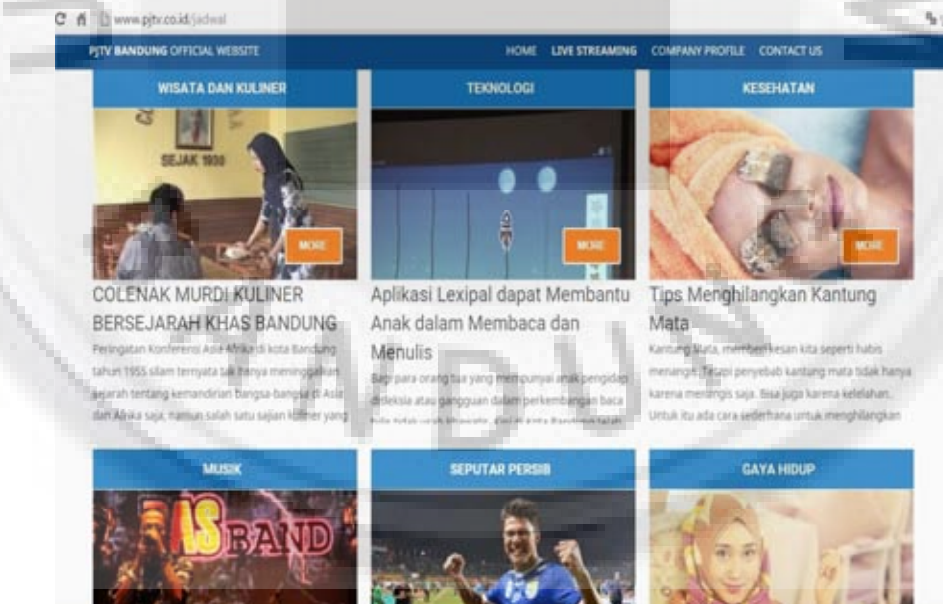 www.pjtv.co.id/jadwal
PJTV BANDUNG OFFICIAL WEBSITE
HOME LIVE STREAMING COMPANY PROFILE CONTACT US
WISATA DAN KULINER
SEJAK 1930
MORE
COLENAK MURDI KULINER
BERSEJARAH KHAS BANDUNG
Peringatan Konferensi Asia-Afrika di kota Bandung
tahun 1955 silam ternyata tak hanya meninggalkan
sejarah tentang kemandirian bangsa-bangsa di Asia
dan Afrika saja, namun salah satu sajian kuliner yang
TEKNOLOGI
MORE
Aplikasi Lexipal dapat Membantu
Anak dalam Membaca dan
Menulis
Bagi para orang tua yang mempunyai anak pengidap
disleksia atau gangguan dalam perkembangan baca
KESEHATAN
MORE
Tips Menghilangkan Kantung
Mata
Kantung Mata, memberi kesan kita seperti habis
menangis. Tetapi penyebab kantung mata tidak hanya
karena menangis saja. Bisa juga karena kelelahan.
Untuk itu ada cara sederhana untuk menghilangkan
MUSIK
AS BAND
SEPUTAR PERSIB
GAYA HIDUP